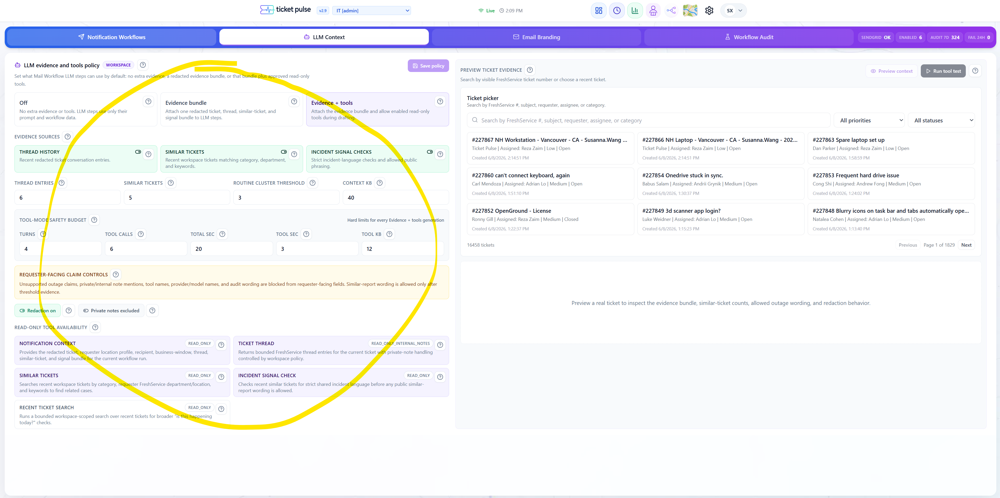 ticket pulse
v2.9
IT [admin]
Live
2:09 PM
SX
Notification Workflows
LLM Context
Email Branding
Workflow Audit
SENDGRID OK
ENABLED 6
AUDIT 7D 324
FAIL 24H 0
LLM evidence and tools policy
WORKSPACE
Save policy
Set what Mail Workflow LLM steps can use by default: no extra evidence, a redacted evidence bundle, or that bundle plus approved read-only
tools.
Off
No extra evidence or tools. LLM steps use only their
prompt and workflow data.
Evidence bundle
Attach one redacted ticket, thread, similar-ticket, and
signal bundle to LLM steps.
Evidence + tools
Attach the evidence bundle and allow enabled read-only
tools during drafting.
EVIDENCE SOURCES
THREAD HISTORY
Recent redacted ticket conversation entries.
SIMILAR TICKETS
Recent workspace tickets matching category, department,
and keywords.
INCIDENT SIGNAL CHECKS
Strict incident-language checks and allowed public
phrasing.
THREAD ENTRIES
6
SIMILAR TICKETS
5
ROUTINE CLUSTER THRESHOLD
3
CONTEXT KB
40
TOOL-MODE SAFETY BUDGET
Hard limits for every Evidence + tools generation
TURNS
4
TOOL CALLS
6
TOTAL SEC
20
TOOL SEC
3
TOOL KB
12
REQUESTER-FACING CLAIM CONTROLS
Unsupported outage claims, private/internal note mentions, tool names, provider/model names, and audit wording are blocked from requester-facing fields. Similar-report wording is allowed only after
threshold evidence.
Redaction on
Private notes excluded
READ-ONLY TOOL AVAILABILITY
NOTIFICATION CONTEXT
READ_ONLY
Provides the redacted ticket, requester location profile, recipient, business-window, thread,
similar-ticket, and signal bundle for the current workflow run.
TICKET THREAD
READ_ONLY_INTERNAL_NOTES
Returns bounded FreshService thread entries for the current ticket with private-note handling
controlled by workspace policy.
SIMILAR TICKETS
READ_ONLY
Searches recent workspace tickets by category, requester FreshService department/location,
and keywords to find related cases.
INCIDENT SIGNAL CHECK
READ_ONLY
Checks recent similar tickets for strict shared incident language before any public similar-
report wording is allowed.
RECENT TICKET SEARCH
READ_ONLY
Runs a bounded workspace-scoped search over recent tickets for broader "is this happening
today?" checks.
PREVIEW TICKET EVIDENCE
Search by visible FreshService ticket number or choose a recent ticket.
Preview context
Run tool test
Ticket picker
Search by FreshService #, subject, requester, assignee, or category.
Search by FreshService #, subject, requester, assignee, or category
All priorities
All statuses
#227867 NH Workstation - Vancouver - CA - Susanna.Wang ...
Ticket Pulse | Assigned: Reza Zaim | Low | Open
Created 6/8/2026, 2:14:51 PM
#227866 NH Laptop - Vancouver - CA - Susanna.Wang - 202...
Ticket Pulse | Assigned: Reza Zaim | Low | Open
Created 6/8/2026, 2:14:51 PM
#227863 Spare laptop set up
Dan Parker | Assigned: Reza Zaim | Low | Open
Created 6/8/2026, 1:58:59 PM
#227860 can't connect keyboard, again
Carl Mendoza | Assigned: Adrian Lo | Medium | Open
Created 6/8/2026, 1:51:10 PM
#227854 Onedrive stuck in sync.
Babus Salam | Assigned: Andrii Grynik | Medium | Open
Created 6/8/2026, 1:30:37 PM
#227853 Frequent hard drive issue
Cong Shi | Assigned: Andrew Fong | Medium | Open
Created 6/8/2026, 1:24:02 PM
#227852 OpenGround - License
Ronny Gill | Assigned: Reza Zaim | Medium | Closed
Created 6/8/2026, 1:22:37 PM
#227849 3d scanner app login?
Luke Weidner | Assigned: Adrian Lo | Medium | Open
Created 6/8/2026, 1:15:23 PM
#227848 Blurry icons on task bar and tabs automatically ope...
Natalea Cohen | Assigned: Adrian Lo | Medium | Open
Created 6/8/2026, 1:13:40 PM
16458 tickets
Previous
Page 1 of 1829
Next
Preview a real ticket to inspect the evidence bundle, similar-ticket counts, allowed outage wording, and redaction behavior.